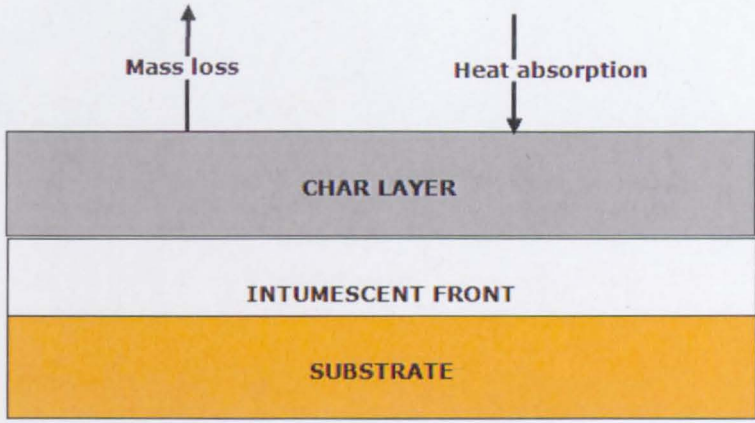 Mass loss
Heat absorption
CHAR LAYER
INTUMESCENT FRONT
SUBSTRATE